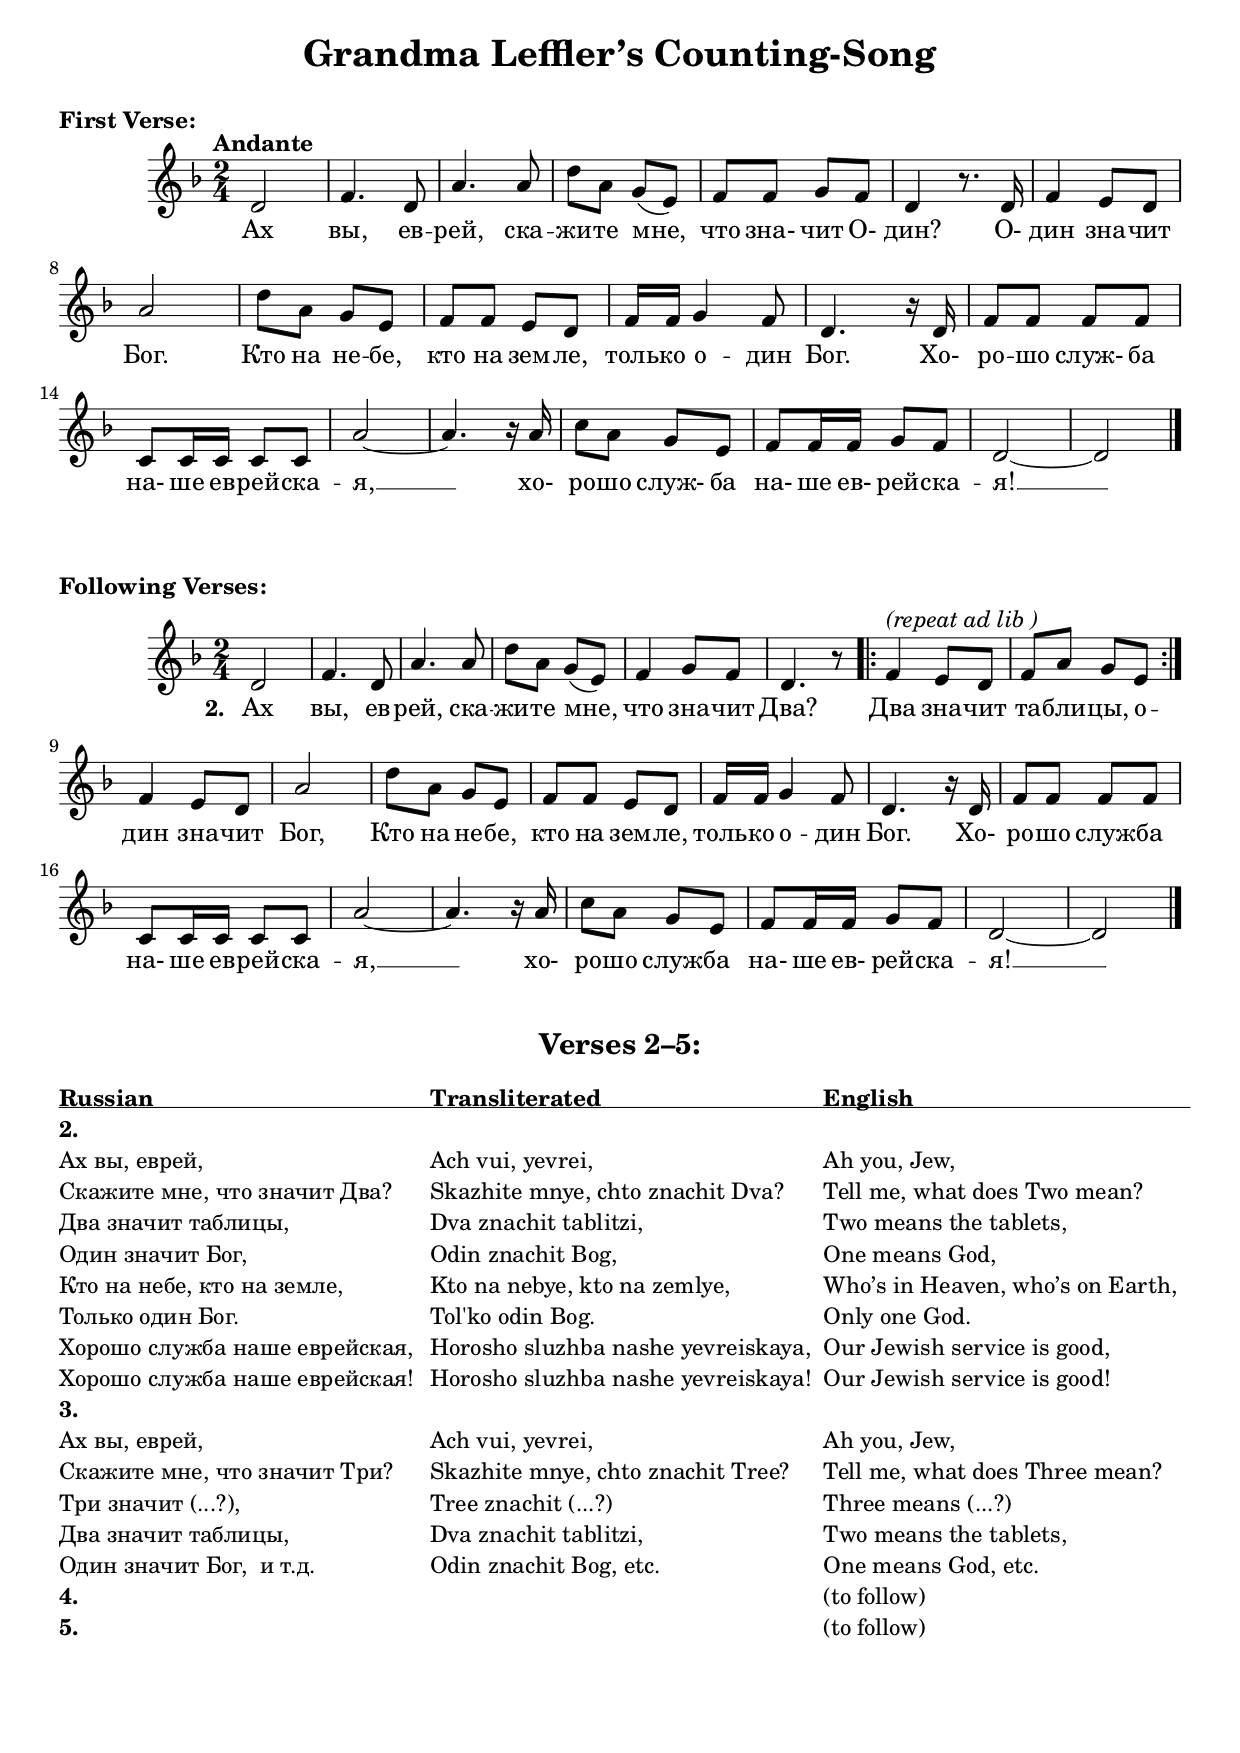 Grandma Leffler’s Counting-Song
First Verse:
Andante
Ах вы, ев -- рей, ска -- жите мне, что зна- чит О- дин? О- дин значит
8
Бог. Кто на не -- бе, кто на земле, только о -- дин Бог. Хо- ро -- шо служ- ба
14
на- ше еврейска -- я, хо- рошо служ- ба на- ше ев- рейска -- я!
Following Verses:
(repeat ad lib )
2. Ах вы, еврей, ска -- жите мне, что значит Два? Два значит таблицы, о --
9
дин значит Бог, Кто на небе, кто на земле, только о -- дин Бог. Хо- рошо служба
16
на- ше еврейска -- я, хо- рошо служба на- ше ев- рейска -- я!
Verses 2–5:
Russian Transliterated English
2.
Ах вы, еврей, Ach vui, yevrei, Ah you, Jew,
Скажите мне, что значит Два? Skazhite mnye, chto znachit Dva? Tell me, what does Two mean?
Два значит таблицы, Dva znachit tablitzi, Two means the tablets,
Один значит Бог, Odin znachit Bog, One means God,
Кто на небе, кто на земле, Kto na nebye, kto na zemlye, Who’s in Heaven, who’s on Earth,
Только один Бог. Tol'ko odin Bog. Only one God.
Хорошо служба наше еврейская, Horosho sluzhba nashe yevreiskaya, Our Jewish service is good,
Хорошо служба наше еврейская! Horosho sluzhba nashe yevreiskaya! Our Jewish service is good!
3.
Ах вы, еврей, Ach vui, yevrei, Ah you, Jew,
Скажите мне, что значит Три? Skazhite mnye, chto znachit Tree? Tell me, what does Three mean?
Три значит (...?), Tree znachit (...?) Three means (...?)
Два значит таблицы, Dva znachit tablitzi, Two means the tablets,
Один значит Бог, и т.д. Odin znachit Bog, etc. One means God, etc.
4. (to follow)
5. (to follow)